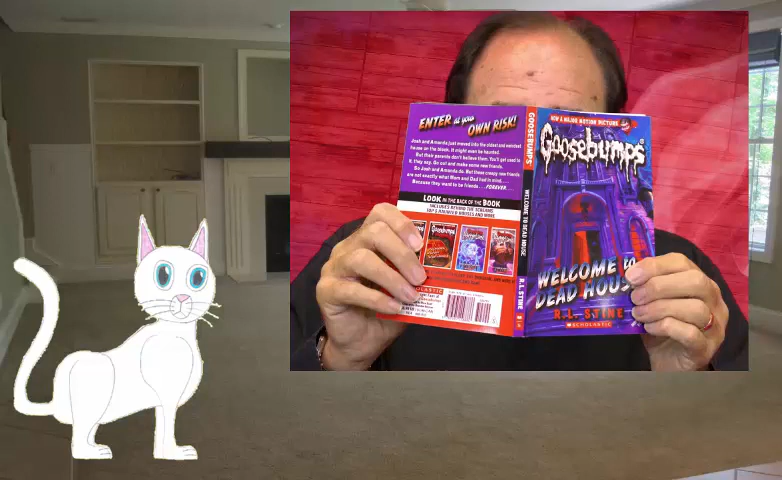 ENTER at your
OWN RISK!
Josh and Amanda just moved into the oldest and weirdest
house on the block. It might even be haunted.
But their parents don't believe them. You'll get used to
it, they say. Go out and make some new friends.
So Josh and Amanda do. But these creepy new friends
are not exactly what Mom and Dad had in mind....
Because they want to be friends...
...FOREVER.
LOOK IN THE BACK OF THE BOOK
SCHOLASTIC
GOOSEBUMPS
WELCOME TO DEAD HOUSE
R.L. STINE
NOW A MAJOR MOTION PICTURE
Goosebumps
WELCOME TO
DEAD HOUSE
R.L. STINE
SCHOLASTIC